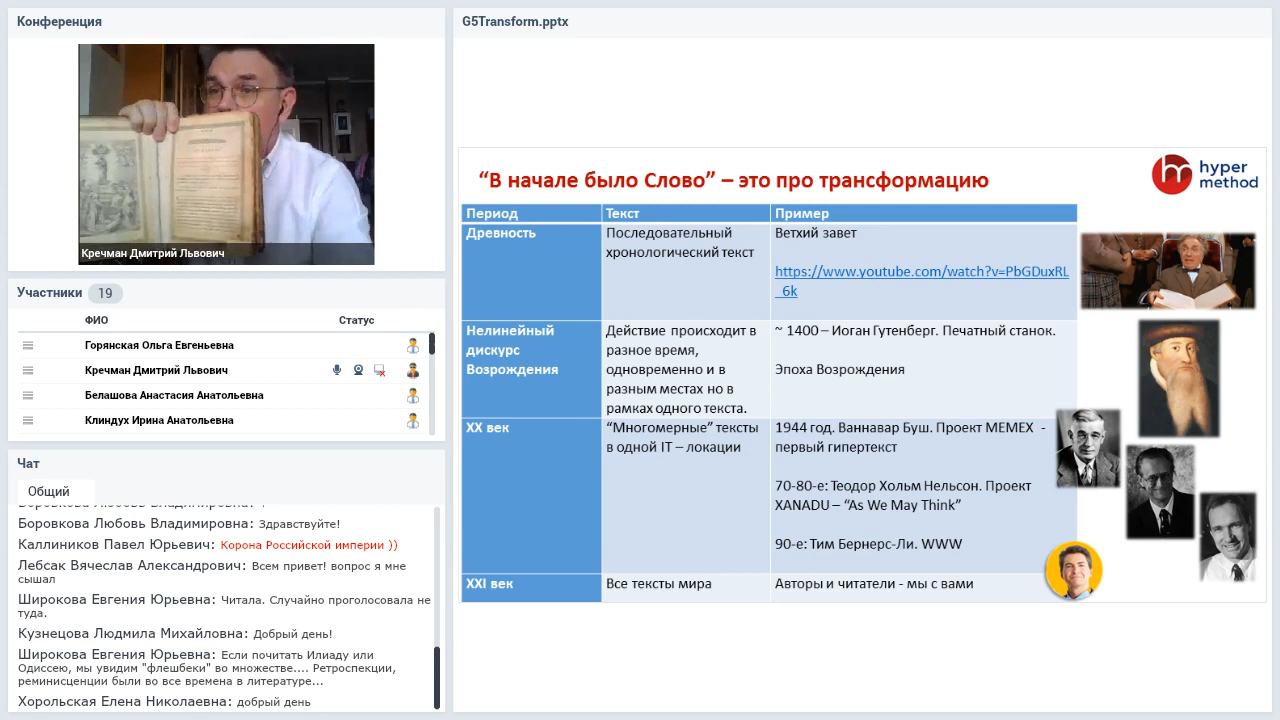 Конференция
Кречман Дмитрий Львович
Участники 19
ФИО Статус
Горянская Ольга Евгеньевна
Кречман Дмитрий Львович
Белашова Анастасия Анатольевна
Клиндух Ирина Анатольевна
Чат
Общий
Боровкова Любовь Владимировна: Здравствуйте!
Каллиников Павел Юрьевич: Корона Российской империи ))
Лебсак Вячеслав Александрович: Всем привет! вопрос я мне
сышал
Широкова Евгения Юрьевна: Читала. Случайно проголосовала не
туда.
Кузнецова Людмила Михайловна: Добрый день!
Широкова Евгения Юрьевна: Если почитать Илиаду или
Одиссею, мы увидим "флешбеки" во множестве.... Ретроспекции,
реминисценции были во все времена в литературе...
Хорольская Елена Николаевна: добрый день
G5Transform.pptx
“В начале было Слово” – это про трансформацию
hyper
method
Период Текст Пример
Древность
Последовательный
хронологический текст
Ветхий завет
https://www.youtube.com/watch?v=PbGDuxRL
_6k
Нелинейный
дискурс
Возрождения
Действие происходит в
разное время,
одновременно и в
разным местах но в
рамках одного текста.
~ 1400 – Иоган Гутенберг. Печатный станок.
Эпоха Возрождения
XX век
“Многомерные” тексты
в одной IT – локации
1944 год. Ваннавар Буш. Проект MEMEX -
первый гипертекст
70-80-е: Теодор Хольм Нельсон. Проект
XANADU – “As We May Think”
90-е: Тим Бернерс-Ли. WWW
XXI век
Все тексты мира
Авторы и читатели - мы с вами